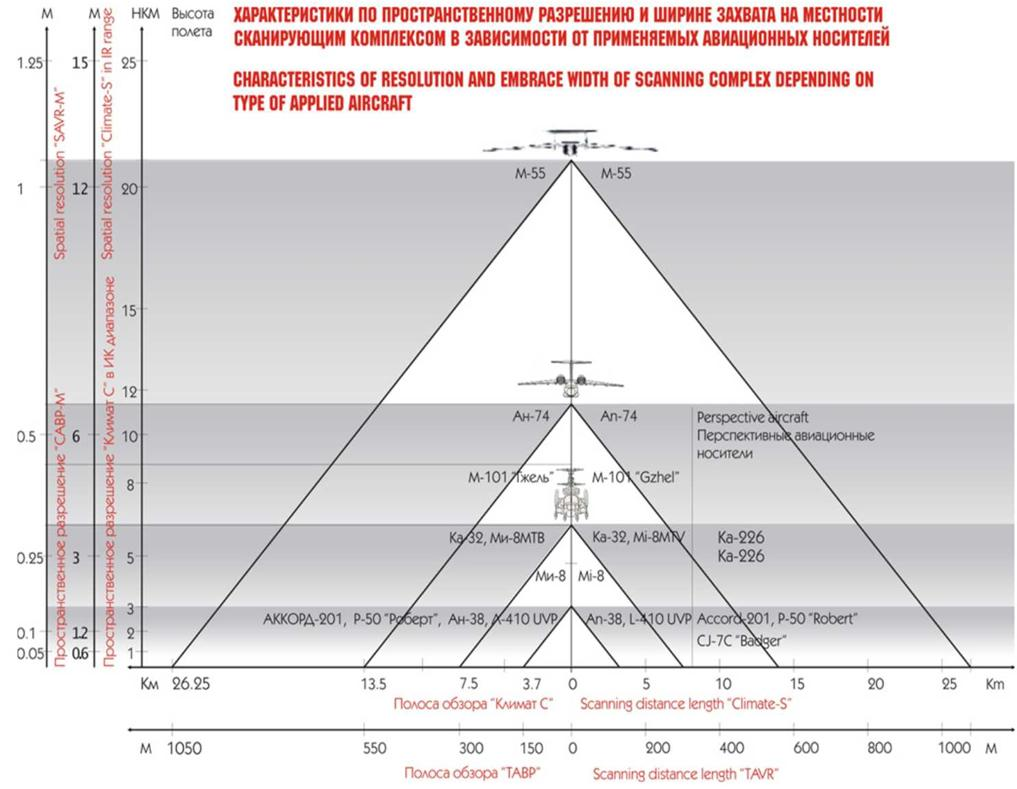 ХАРАКТЕРИСТИКИ ПО ПРОСТРАНСТВЕННОМУ РАЗРЕШЕНИЮ И ШИРИНЕ ЗАХВАТА НА МЕСТНОСТИ
СКАНИРУЮЩИМ КОМПЛЕКСОМ В ЗАВИСИМОСТИ ОТ ПРИМЕНЯЕМЫХ АВИАЦИОННЫХ НОСИТЕЛЕЙ
CHARACTERISTICS OF RESOLUTION AND EMBRACE WIDTH OF SCANNING COMPLEX DEPENDING ON
TYPE OF APPLIED AIRCRAFT
М
М
НКМ
Высота
полета
1.25
15
25
1
12
20
15
12
0.5
6
10
8
0.25
3
5
3
0.1
1.2
2
0.05
0.6
1
Spatial resolution "SAVR-M"
Пространственное разрешение "САВР-М"
Spatial resolution "Climate-S" in IR range
Пространственное разрешение "Климат С" в ИК диапазоне
М-55
M-55
Ан-74
An-74
Perspective aircraft
Перспективные авиационные
носители
М-101 "Гжель"
M-101 "Gzhel"
Ка-32, Ми-8МТВ
Ka-32, Mi-8MTV
Ka-226
Ka-226
Ми-8
Mi-8
АККОРД-201, Р-50 "Роберт", Ан-38, Л-410 UVP
An-38, L-410 UVP
Accord-201, P-50 "Robert"
CJ-7C "Badger"
Км 26.25 13.5 7.5 3.7 0 5 10 15 20 25 Km
Полоса обзора "Климат С"
Scanning distance length "Climate-S"
М 1050 550 300 150 0 200 400 600 800 1000 М
Полоса обзора "ТАВР"
Scanning distance length "TAVR"